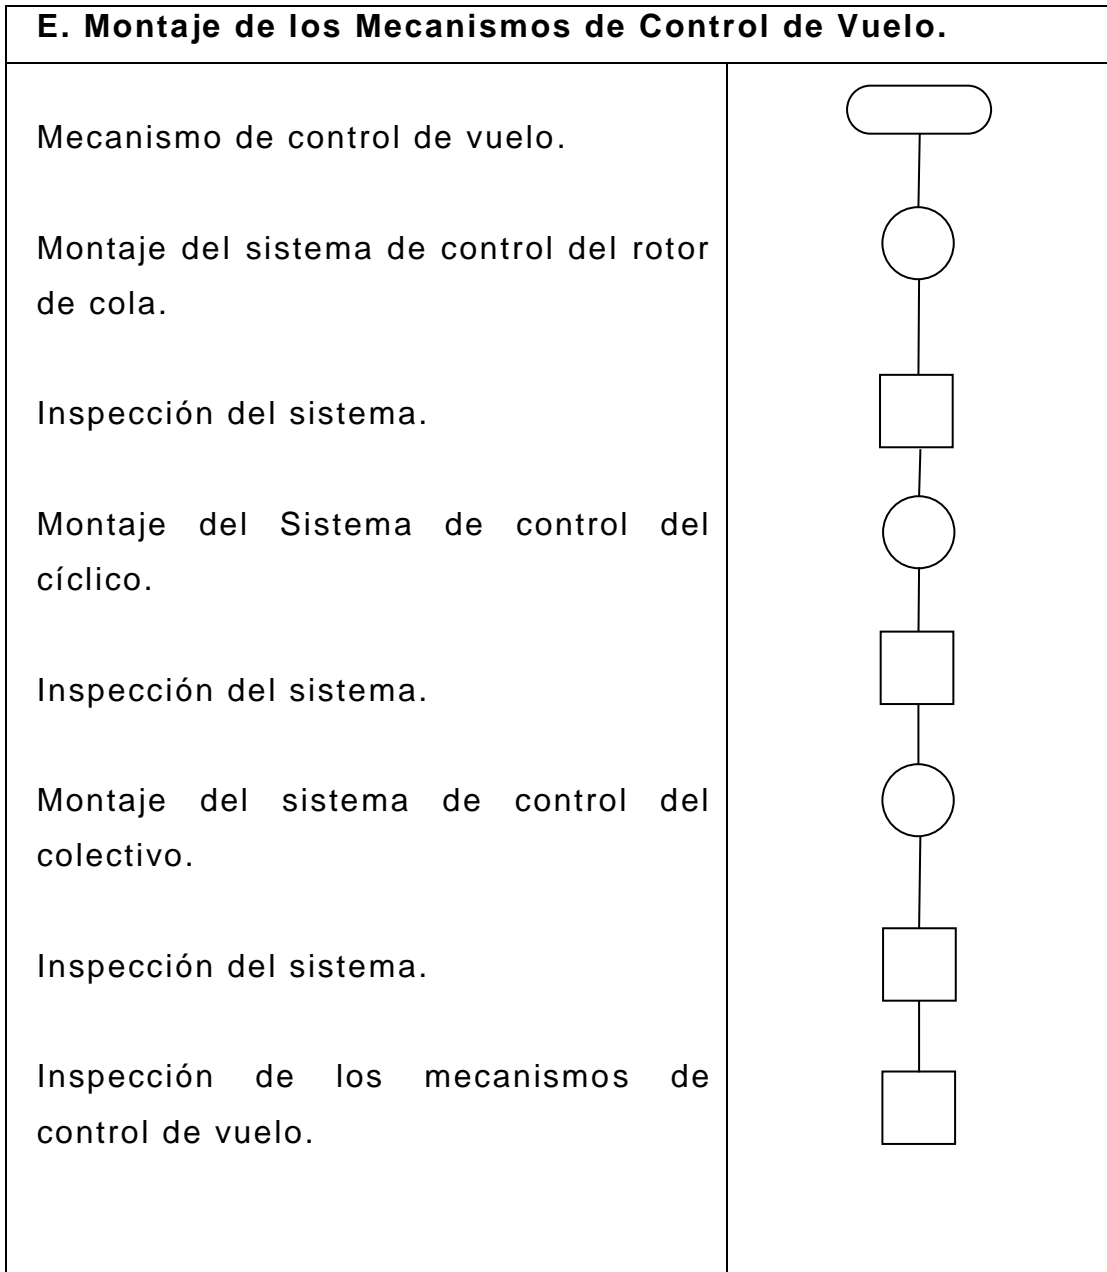 E. Montaje de los Mecanismos de Control de Vuelo.
Mecanismo de control de vuelo.
Montaje del sistema de control del rotor
de cola.
Inspección del sistema.
Montaje del Sistema de control del
cíclico.
Inspección del sistema.
Montaje del sistema de control del
colectivo.
Inspección del sistema.
Inspección de los mecanismos de
control de vuelo.